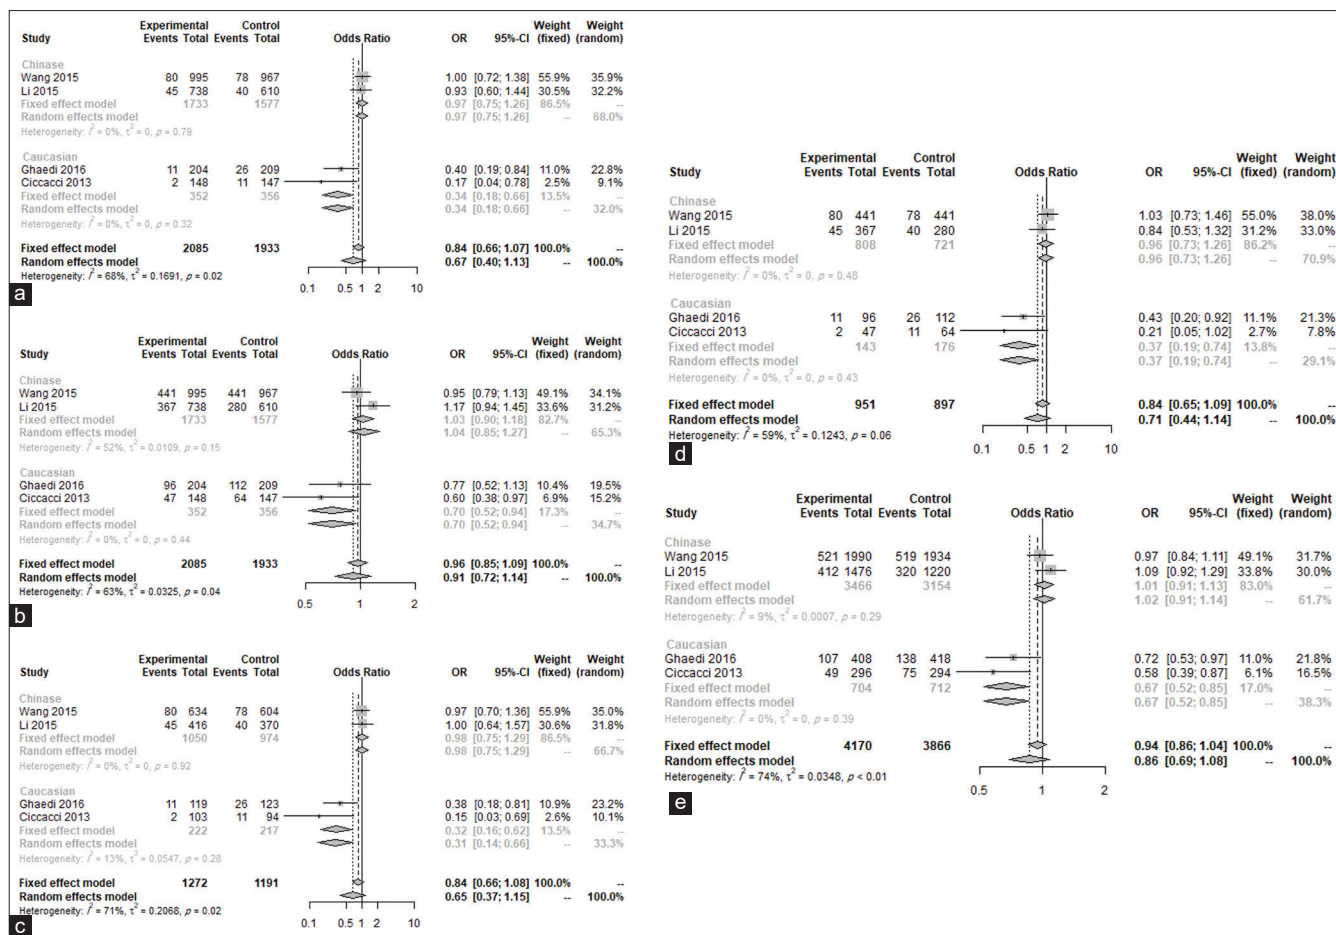 Experimental Control Weight Weight
Study Events Total Events Total Odds Ratio OR 95%-CI (fixed) (random)
Chinase
Wang 2015 80 995 78 967 1.00 [0.72; 1.38] 55.9% 35.9%
Li 2015 45 738 40 610 0.93 [0.60; 1.44] 30.5% 32.2%
Fixed effect model 1733 1577 0.97 [0.75; 1.26] 86.5% --
Random effects model 0.97 [0.75; 1.26] -- 68.0%
Heterogeneity: I² = 0%, τ² = 0, p = 0.79
Caucasian
Ghaedi 2016 11 204 26 209 0.40 [0.19; 0.84] 11.0% 22.8%
Ciccacci 2013 2 148 11 147 0.17 [0.04; 0.78] 2.5% 9.1%
Fixed effect model 352 356 0.34 [0.18; 0.66] 13.5% --
Random effects model 0.34 [0.18; 0.66] -- 32.0%
Heterogeneity: I² = 0%, τ² = 0, p = 0.32
Fixed effect model 2085 1933 0.84 [0.66; 1.07] 100.0% --
Random effects model 0.67 [0.40; 1.13] -- 100.0%
Heterogeneity: I² = 68%, τ² = 0.1691, p = 0.02
0.1 0.5 1 2 10
a
Experimental Control Weight Weight
Study Events Total Events Total Odds Ratio OR 95%-CI (fixed) (random)
Chinase
Wang 2015 441 995 441 967 0.95 [0.79; 1.13] 49.1% 34.1%
Li 2015 367 738 280 610 1.17 [0.94; 1.45] 33.6% 31.2%
Fixed effect model 1733 1577 1.03 [0.90; 1.18] 82.7% --
Random effects model 1.04 [0.85; 1.27] -- 65.3%
Heterogeneity: I² = 52%, τ² = 0.0109, p = 0.15
Caucasian
Ghaedi 2016 96 204 112 209 0.77 [0.52; 1.13] 10.4% 19.5%
Ciccacci 2013 47 148 64 147 0.60 [0.38; 0.97] 6.9% 15.2%
Fixed effect model 352 356 0.70 [0.52; 0.94] 17.3% --
Random effects model 0.70 [0.52; 0.94] -- 34.7%
Heterogeneity: I² = 0%, τ² = 0, p = 0.44
Fixed effect model 2085 1933 0.96 [0.85; 1.09] 100.0% --
Random effects model 0.91 [0.72; 1.14] -- 100.0%
Heterogeneity: I² = 63%, τ² = 0.0325, p = 0.04
0.5 1 2
b
Experimental Control Weight Weight
Study Events Total Events Total Odds Ratio OR 95%-CI (fixed) (random)
Chinase
Wang 2015 80 634 78 604 0.97 [0.70; 1.36] 55.9% 35.0%
Li 2015 45 416 40 370 1.00 [0.64; 1.57] 30.6% 31.8%
Fixed effect model 1050 974 0.98 [0.75; 1.29] 86.5% --
Random effects model 0.98 [0.75; 1.29] -- 66.7%
Heterogeneity: I² = 0%, τ² = 0, p = 0.92
Caucasian
Ghaedi 2016 11 119 26 123 0.38 [0.18; 0.81] 10.9% 23.2%
Ciccacci 2013 2 103 11 94 0.15 [0.03; 0.69] 2.6% 10.1%
Fixed effect model 222 217 0.32 [0.16; 0.62] 13.5% --
Random effects model 0.31 [0.14; 0.66] -- 33.3%
Heterogeneity: I² = 13%, τ² = 0.0547, p = 0.28
Fixed effect model 1272 1191 0.84 [0.66; 1.08] 100.0% --
Random effects model 0.65 [0.37; 1.15] -- 100.0%
Heterogeneity: I² = 71%, τ² = 0.2068, p = 0.02
0.1 0.5 1 2 10
c
Experimental Control Weight Weight
Study Events Total Events Total Odds Ratio OR 95%-CI (fixed) (random)
Chinase
Wang 2015 80 441 78 441 1.03 [0.73; 1.46] 55.0% 38.0%
Li 2015 45 367 40 280 0.84 [0.53; 1.32] 31.2% 33.0%
Fixed effect model 808 721 0.96 [0.73; 1.26] 86.2% --
Random effects model 0.96 [0.73; 1.26] -- 70.9%
Heterogeneity: I² = 0%, τ² = 0, p = 0.48
Caucasian
Ghaedi 2016 11 96 26 112 0.43 [0.20; 0.92] 11.1% 21.3%
Ciccacci 2013 2 47 11 64 0.21 [0.05; 1.02] 2.7% 7.8%
Fixed effect model 143 176 0.37 [0.19; 0.74] 13.8% --
Random effects model 0.37 [0.19; 0.74] -- 29.1%
Heterogeneity: I² = 0%, τ² = 0, p = 0.43
Fixed effect model 951 897 0.84 [0.65; 1.09] 100.0% --
Random effects model 0.71 [0.44; 1.14] -- 100.0%
Heterogeneity: I² = 59%, τ² = 0.1243, p = 0.06
0.1 0.5 1 2 10
d
Experimental Control Weight Weight
Study Events Total Events Total Odds Ratio OR 95%-CI (fixed) (random)
Chinase
Wang 2015 521 1990 519 1934 0.97 [0.84; 1.11] 49.1% 31.7%
Li 2015 412 1476 320 1220 1.09 [0.92; 1.29] 33.8% 30.0%
Fixed effect model 3466 3154 1.01 [0.91; 1.13] 83.0% --
Random effects model 1.02 [0.91; 1.14] -- 61.7%
Heterogeneity: I² = 9%, τ² = 0.0007, p = 0.29
Caucasian
Ghaedi 2016 107 408 138 418 0.72 [0.53; 0.97] 11.0% 21.8%
Ciccacci 2013 49 296 75 294 0.58 [0.39; 0.87] 6.1% 16.5%
Fixed effect model 704 712 0.67 [0.52; 0.85] 17.0% --
Random effects model 0.67 [0.52; 0.85] -- 38.3%
Heterogeneity: I² = 0%, τ² = 0, p = 0.39
Fixed effect model 4170 3866 0.94 [0.86; 1.04] 100.0% --
Random effects model 0.86 [0.69; 1.08] -- 100.0%
Heterogeneity: I² = 74%, τ² = 0.0348, p < 0.01
0.5 1 2
e